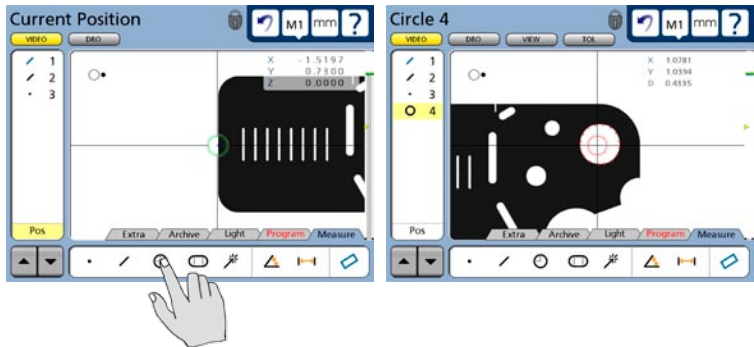 Current Position
M1 mm ?
VIDEO DRO
1
2
3
X -1.5197
Y 0.7300
Z 0.0000
Pos
Extra Archive Light Program Measure
Circle 4
M1 mm ?
VIDEO DRO VIEW TOL
1
2
3
4
X 1.0781
Y 1.0394
D 0.4335
Pos
Extra Archive Light Program Measure